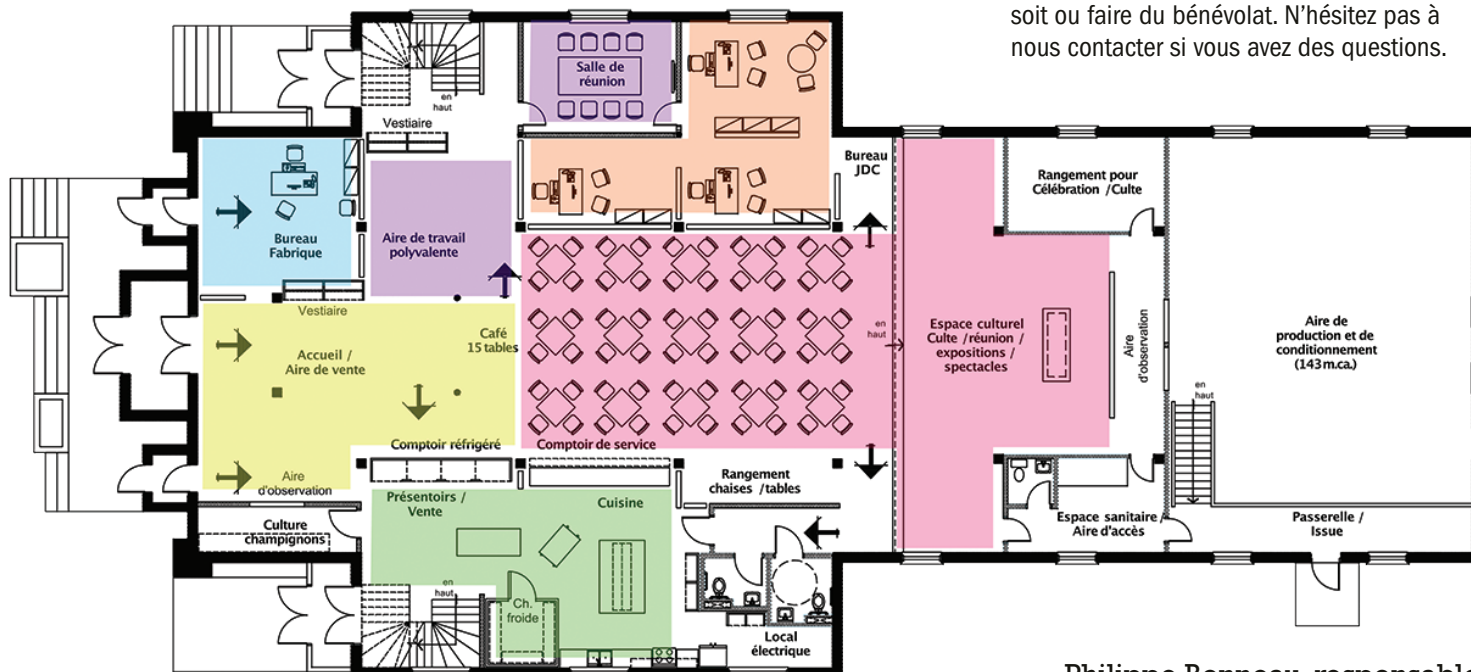 soit ou faire du bénévolat. N’hésitez pas à
nous contacter si vous avez des questions.
Salle de
réunion
en
haut
Vestiaire
Bureau
JDC
Rangement pour
Célébration /Culte
Bureau
Fabrique
Aire de travail
polyvalente
Vestiaire
Accueil /
Aire de vente
Café
15 tables
en
haut
Espace culturel
Culte /réunion /
expositions /
spectacles
Aire
d'observation
Aire de
production et de
conditionnement
(143m.ca.)
en
haut
Comptoir réfrigéré
Comptoir de service
Aire
d'observation
Rangement
chaises /tables
Présentoirs /
Vente
Cuisine
Culture
champignons
Espace sanitaire /
Aire d'accès
Passerelle /
Issue
en
haut
Ch.
froide
Local
électrique